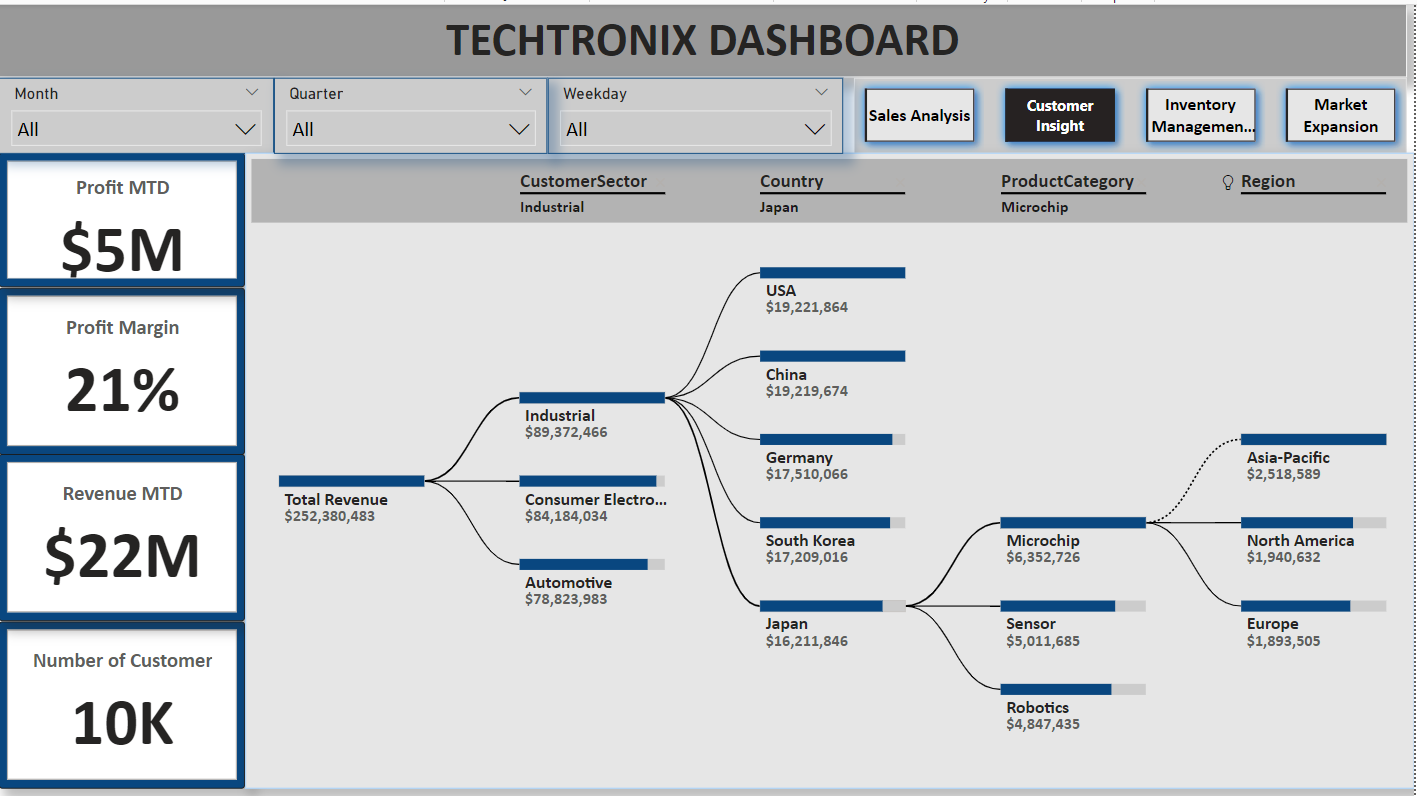 TECHTRONIX DASHBOARD
Month
All
Quarter
All
Weekday
All
Sales Analysis
Customer
Insight
Inventory
Managemen...
Market
Expansion
Profit MTD
$5M
Profit Margin
21%
Revenue MTD
$22M
Number of Customer
10K
CustomerSector
Industrial
Country
Japan
ProductCategory
Microchip
Region
Total Revenue
$252,380,483
Industrial
$89,372,466
Consumer Electro...
$84,184,034
Automotive
$78,823,983
USA
$19,221,864
China
$19,219,674
Germany
$17,510,066
South Korea
$17,209,016
Japan
$16,211,846
Microchip
$6,352,726
Sensor
$5,011,685
Robotics
$4,847,435
Asia-Pacific
$2,518,589
North America
$1,940,632
Europe
$1,893,505